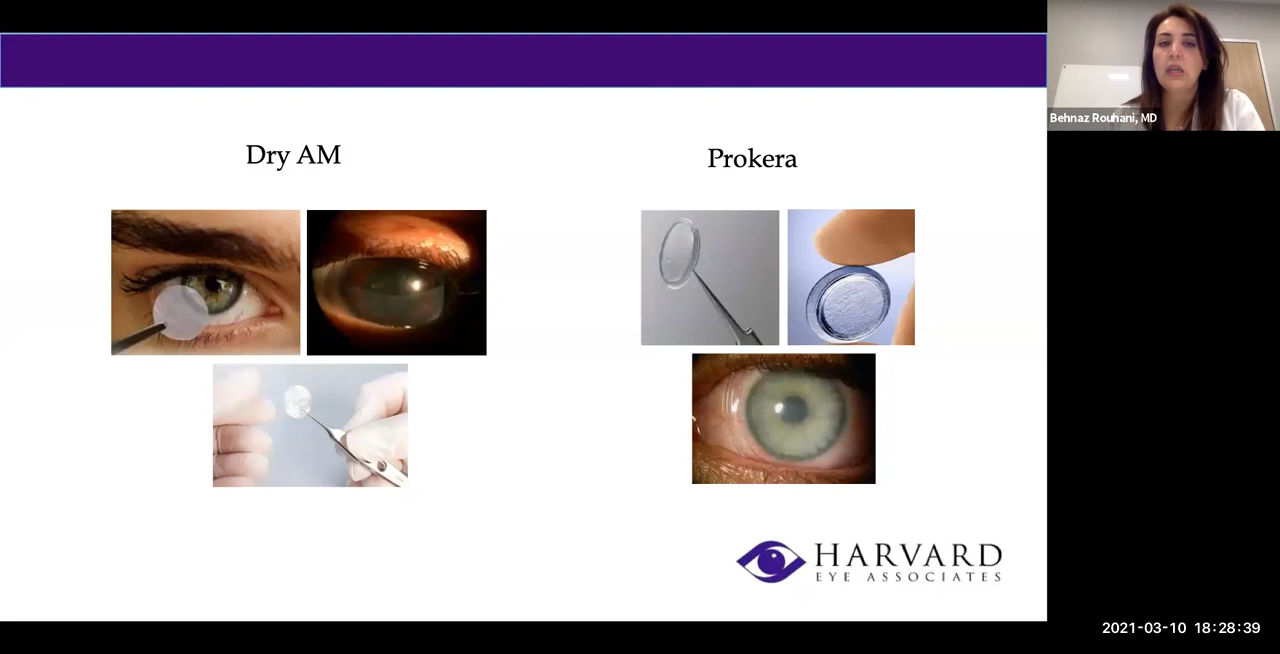 Dry AM
Prokera
Behnaz Rouhani, MD
HARVARD
EYE ASSOCIATES
2021-03-10 18:28:39